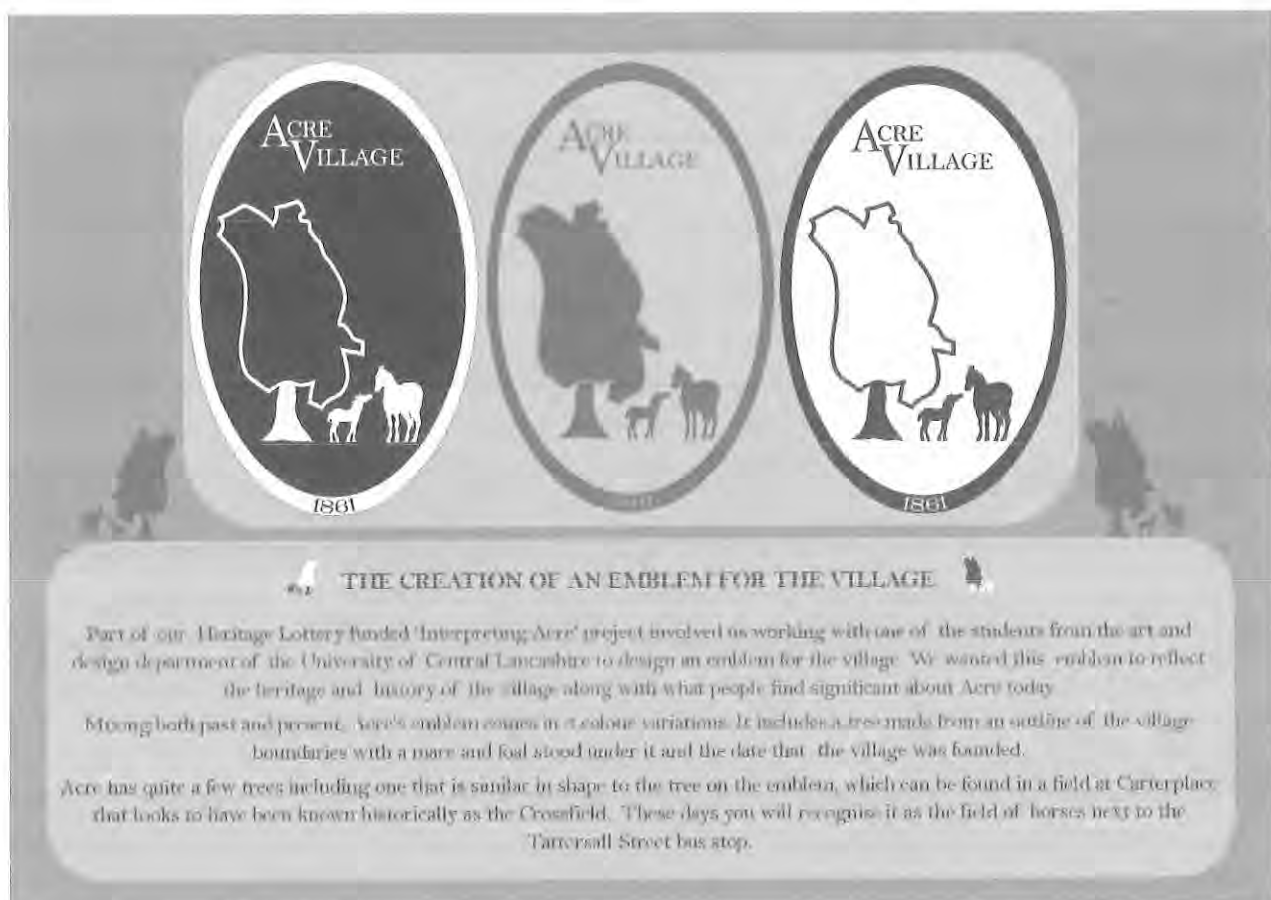 ACRE
VILLAGE
1861
ACRE
VILLAGE
ACRE
VILLAGE
1861
THE CREATION OF AN EMBLEM FOR THE VILLAGE
Part of our Heritage Lottery funded 'Interpreting Acre' project involved us working with one of the students from the art and
design department of the University of Central Lancashire to design an emblem for the village. We wanted this emblem to reflect
the heritage and history of the village along with what people find significant about Acre today
Mixing both past and present, Acre's emblem comes in colour variations. It includes a tree made from an outline of the village
boundaries with a mare and foal stood under it and the date that the village was founded.
Acre has quite a few trees including one that is similar in shape to the tree on the emblem, which can be found in a field at Carterplace
that looks to have been known historically as the Crossfield. These days you will recognise it as the field of horses next to the
Tattersall Street bus stop.